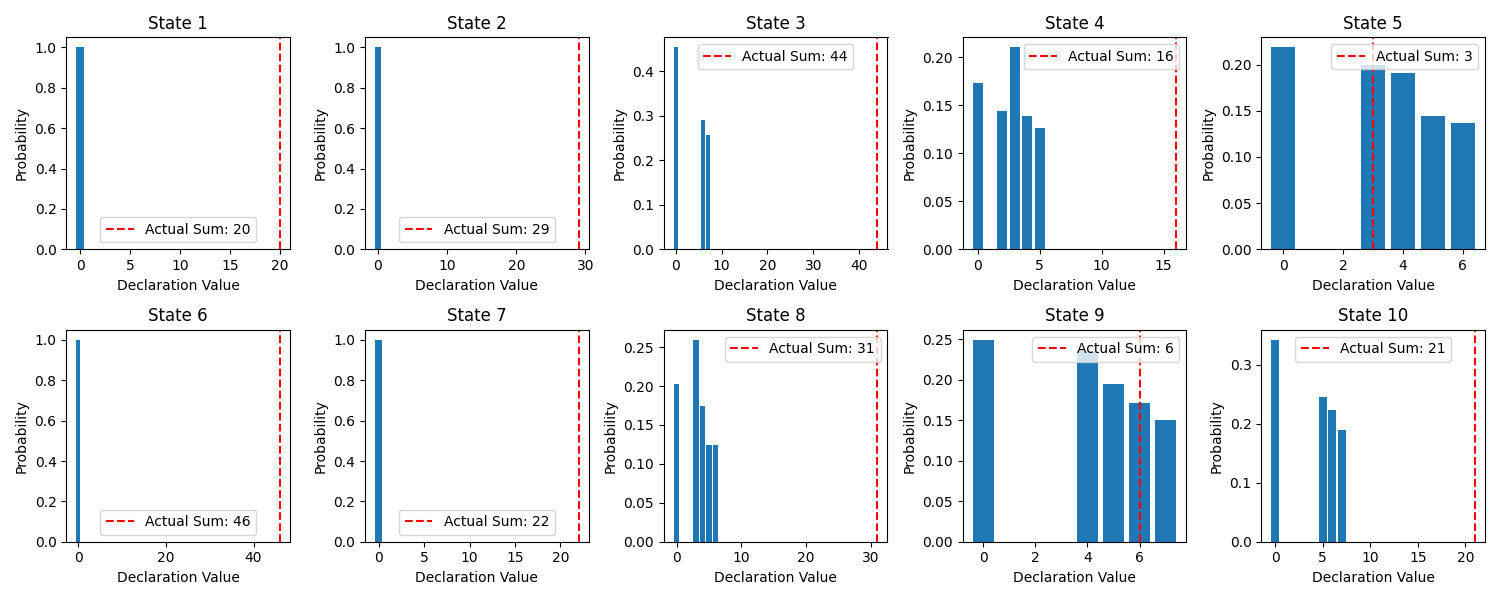 State 1
1.0
0.8
0.6
0.4
0.2
0.0
Probability
Actual Sum: 20
0 5 10 15 20
Declaration Value
State 2
1.0
0.8
0.6
0.4
0.2
0.0
Probability
Actual Sum: 29
0 10 20 30
Declaration Value
State 3
0.4
0.3
0.2
0.1
0.0
Probability
Actual Sum: 44
0 10 20 30 40
Declaration Value
State 4
0.20
0.15
0.10
0.05
0.00
Probability
Actual Sum: 16
0 5 10 15
Declaration Value
State 5
0.20
0.15
0.10
0.05
0.00
Probability
Actual Sum: 3
0 2 4 6
Declaration Value
State 6
1.0
0.8
0.6
0.4
0.2
0.0
Probability
Actual Sum: 46
0 20 40
Declaration Value
State 7
1.0
0.8
0.6
0.4
0.2
0.0
Probability
Actual Sum: 22
0 5 10 15 20
Declaration Value
State 8
0.25
0.20
0.15
0.10
0.05
0.00
Probability
Actual Sum: 31
0 10 20 30
Declaration Value
State 9
0.25
0.20
0.15
0.10
0.05
0.00
Probability
Actual Sum: 6
0 2 4 6
Declaration Value
State 10
0.3
0.2
0.1
0.0
Probability
Actual Sum: 21
0 5 10 15 20
Declaration Value